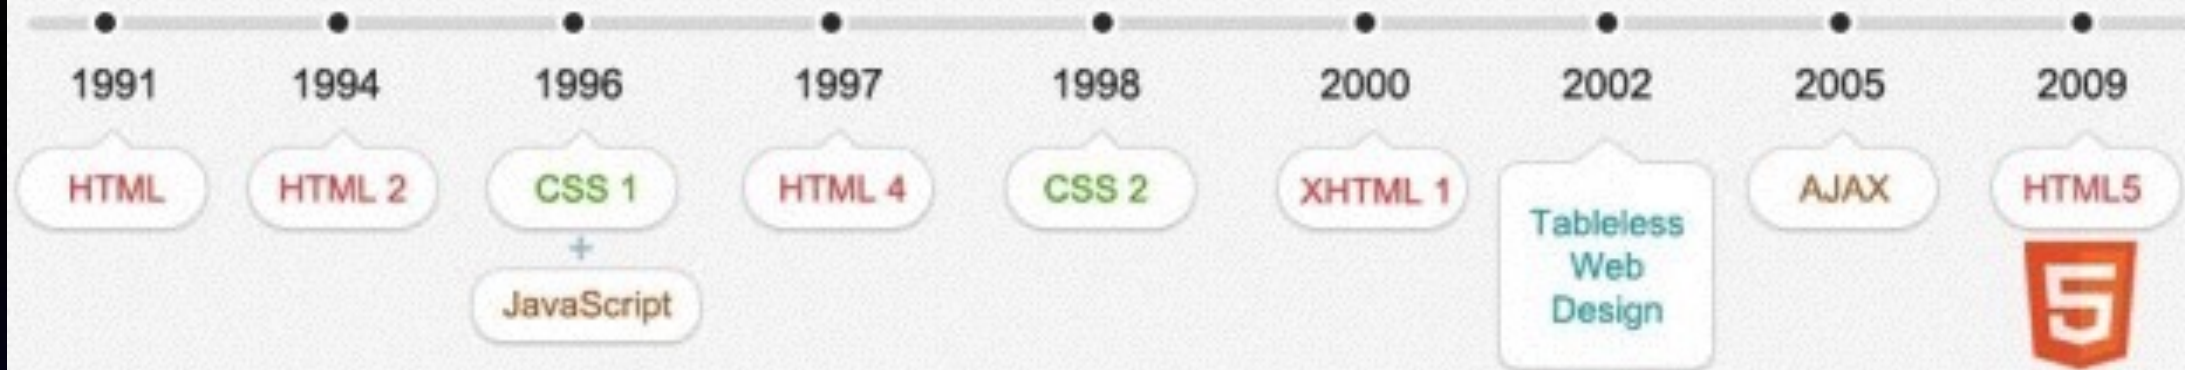 1991 1994 1996 1997 1998 2000 2002 2005 2009
HTML HTML 2 CSS 1 HTML 4 CSS 2 XHTML 1 AJAX HTML5
+
JavaScript
Tableless
Web
Design
5